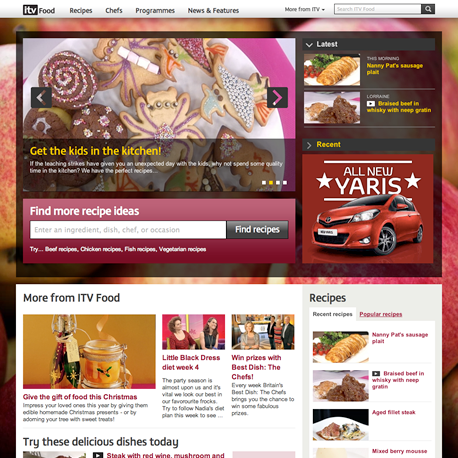 itv Food
Recipes Chefs Programmes News & Features
More from ITV
Search ITV Food
Get the kids in the kitchen!
If the teaching strikes have given you an unexpected day with the kids, why not spend some quality
time in the kitchen? We have the perfect recipes...
Latest
THIS MORNING
Nanny Pat's sausage
plait
LORRAINE
Braised beef in
whisky with neep gratin
Recent
ALL NEW
YARIS
Find more recipe ideas
Enter an ingredient, dish, chef, or occasion
Find recipes
Try... Beef recipes, Chicken recipes, Fish recipes, Vegetarian recipes
More from ITV Food
Give the gift of food this Christmas
Impress your loved ones this year by giving them
edible homemade Christmas presents - or by
adorning your tree with sweet treats!
Little Black Dress
diet week 4
The party season is
almost upon us and it's
vital we look our best in
our favourite frocks.
Try to follow Nadia's diet
plan this week to see ...
Win prizes with
Best Dish: The
Chefs!
Every week Britain's
Best Dish: The Chefs
brings you the chance to
win some fabulous
prizes.
Try these delicious dishes today
Steak with red wine, mushroom and
Recipes
Recent recipes Popular recipes
Nanny Pat's sausage
plait
Braised beef in
whisky with neep
gratin
Aged fillet steak
Mixed berry mousse